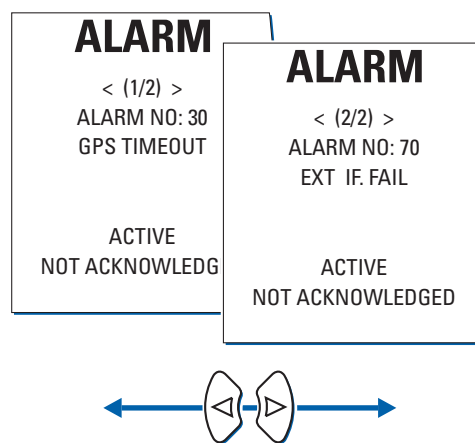 ALARM
< (1/2) >
ALARM NO: 30
GPS TIMEOUT
ACTIVE
NOT ACKNOWLEDG
ALARM
< (2/2) >
ALARM NO: 70
EXT IF. FAIL
ACTIVE
NOT ACKNOWLEDGED